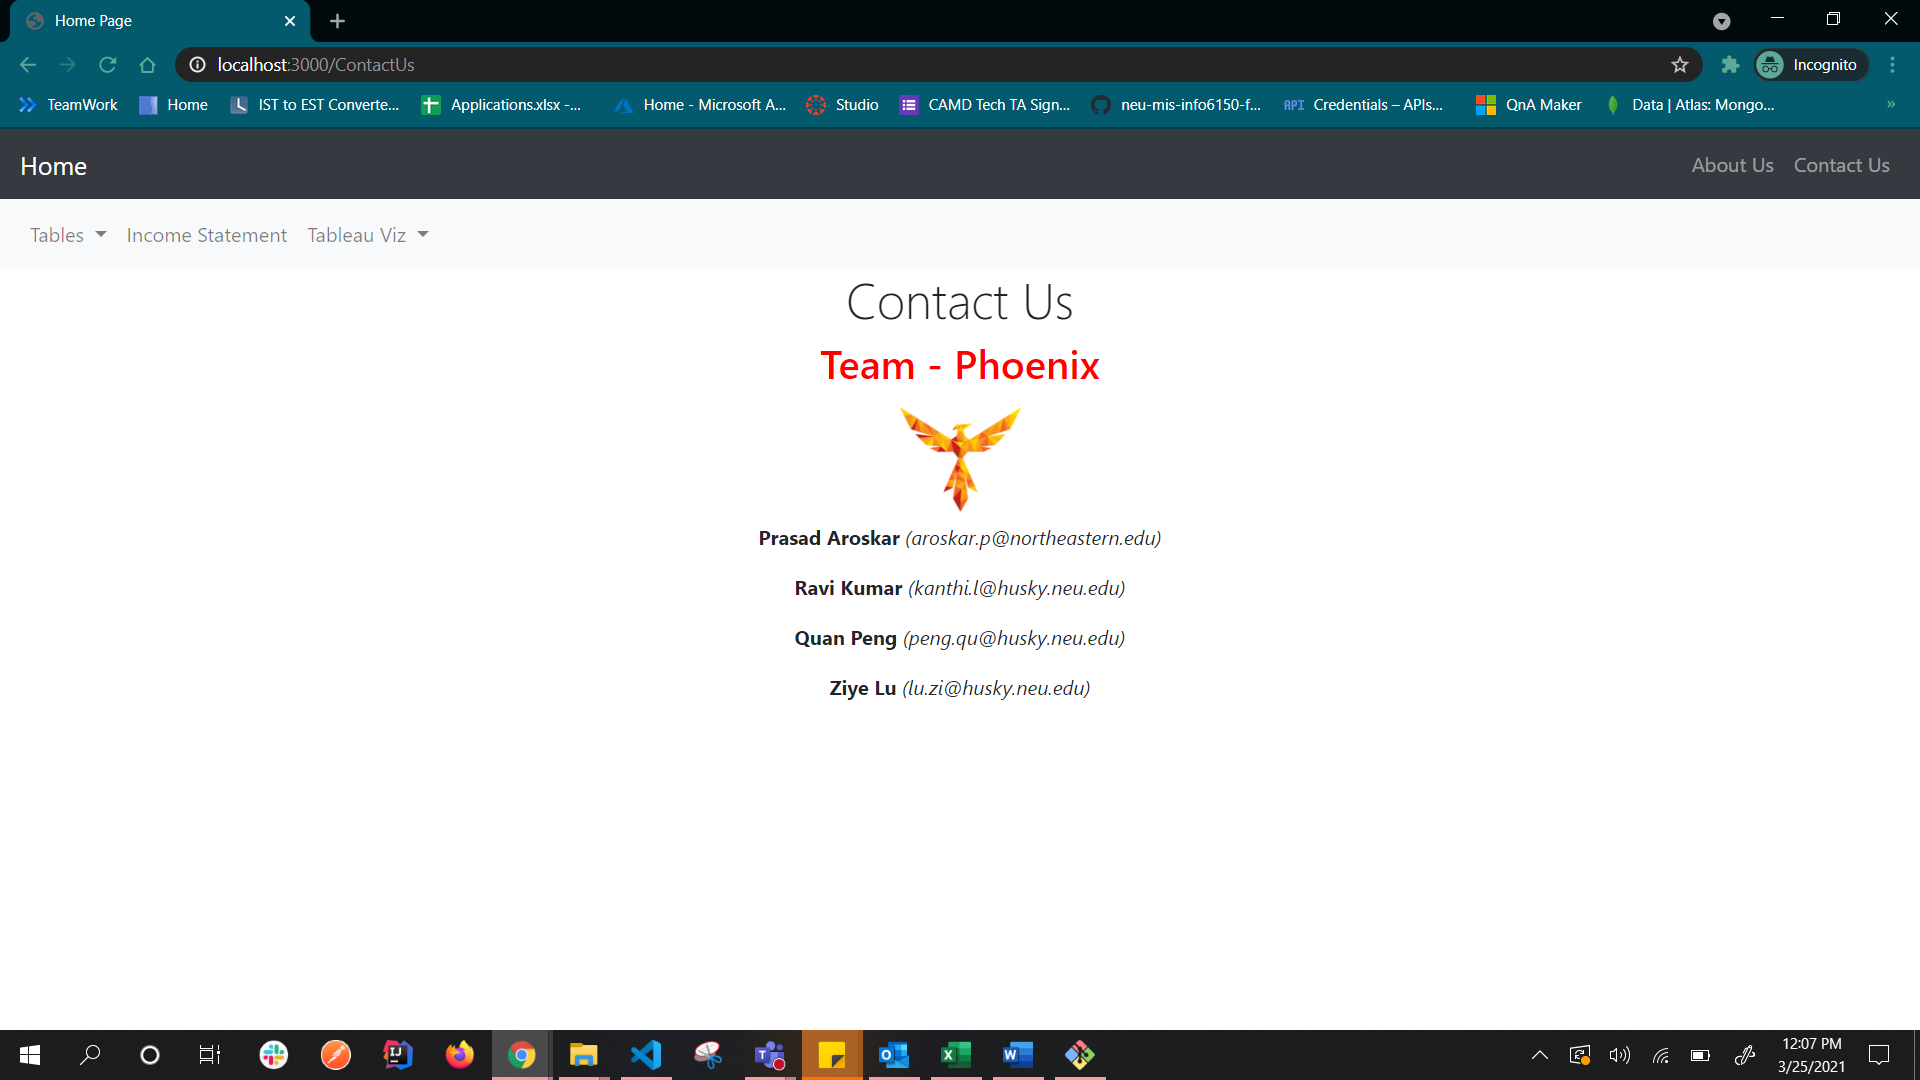 Home Page
localhost:3000/ContactUs
Incognito
TeamWork Home IST to EST Converte... Applications.xlsx -... Home - Microsoft A... Studio CAMD Tech TA Sign... neu-mis-info6150-f... API Credentials – APIs... QnA Maker Data | Atlas: Mongo... »
Home About Us Contact Us
Tables Income Statement Tableau Viz
Contact Us
Team - Phoenix
Prasad Aroskar (aroskar.p@northeastern.edu)
Ravi Kumar (kanthi.l@husky.neu.edu)
Quan Peng (peng.qu@husky.neu.edu)
Ziye Lu (lu.zi@husky.neu.edu)
12:07 PM
3/25/2021